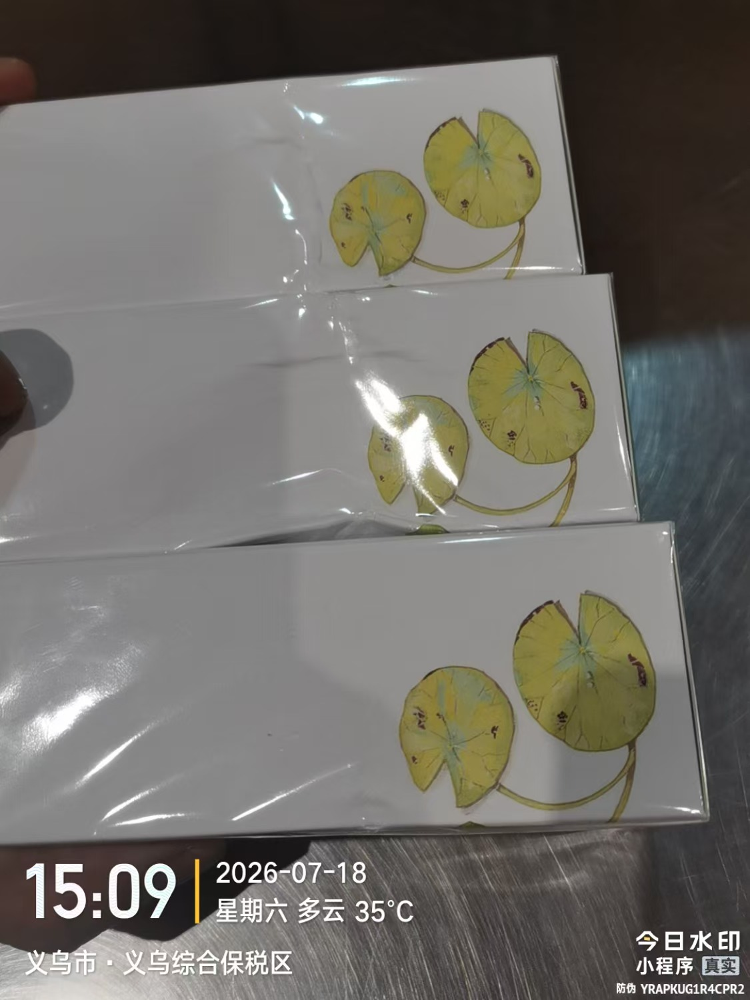 15:09
2026-07-18
星期六 多云 35°C
义乌市·义乌综合保税区
今日水印
小程序 真实
防伪 YRAPKUG1R4CPR2